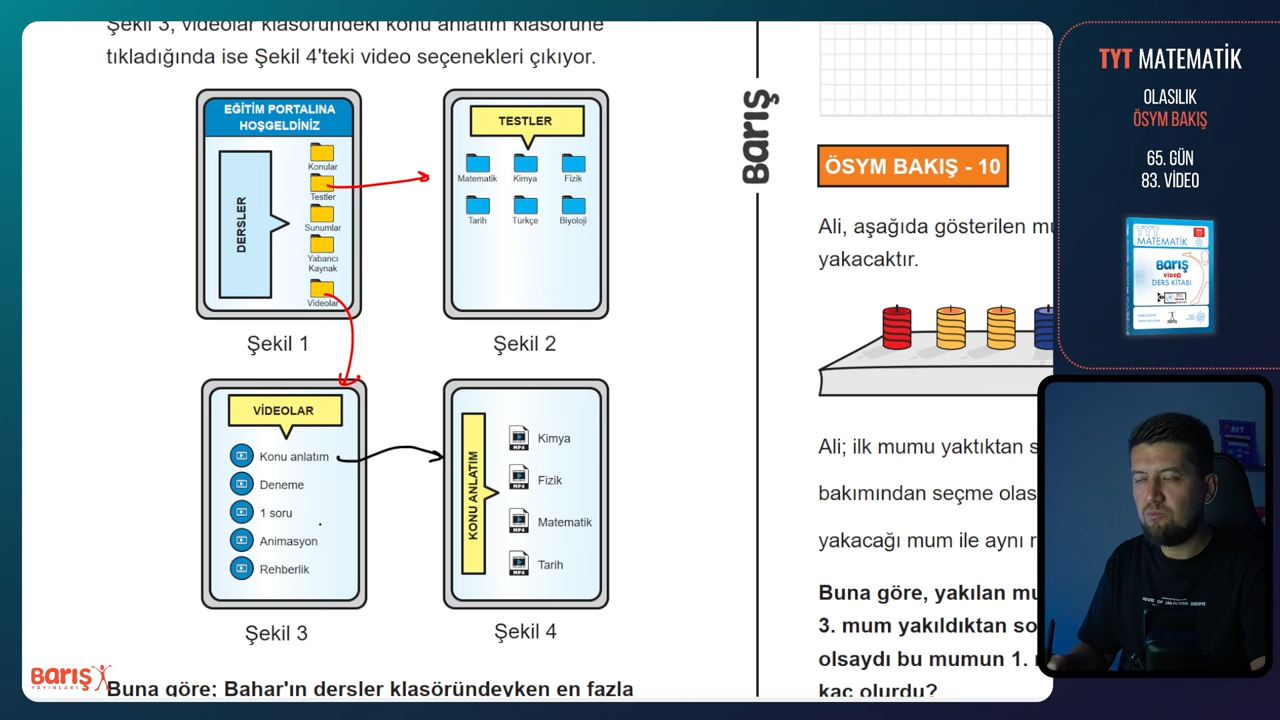 Şekil 3, videolar klasöründeki konu anlatım klasörüne
tıkladığında ise Şekil 4'teki video seçenekleri çıkıyor.
EĞİTİM PORTALINA
HOŞGELDİNİZ
DERSLER
Konular
Testler
Sunumlar
Yabancı
Kaynak
Videolar
Şekil 1
TESTLER
Matematik Kimya Fizik
Tarih Türkçe Biyoloji
Şekil 2
VİDEOLAR
Konu anlatım
Deneme
1 soru
Animasyon
Rehberlik
Şekil 3
KONU ANLATIM
MP4 Kimya
MP4 Fizik
MP4 Matematik
MP4 Tarih
Şekil 4
Buna göre; Bahar'ın dersler klasöründeyken en fazla
BARIŞ
YAYINLARI
Barış
ÖSYM BAKIŞ - 10
Ali, aşağıda gösterilen
yakacaktır.
Ali; ilk mumu yaktıktan
bakımından seçme
yakacağı mum ile aynı
Buna göre, yakılan
3. mum yakıldıktan
olsaydı bu mumun 1.
kaç olurdu?
TYT MATEMATİK
OLASILIK
ÖSYM BAKIŞ
65. GÜN
83. VİDEO
TYT
MATEMATİK
BARIŞ
VİDEO
DERS KİTABI